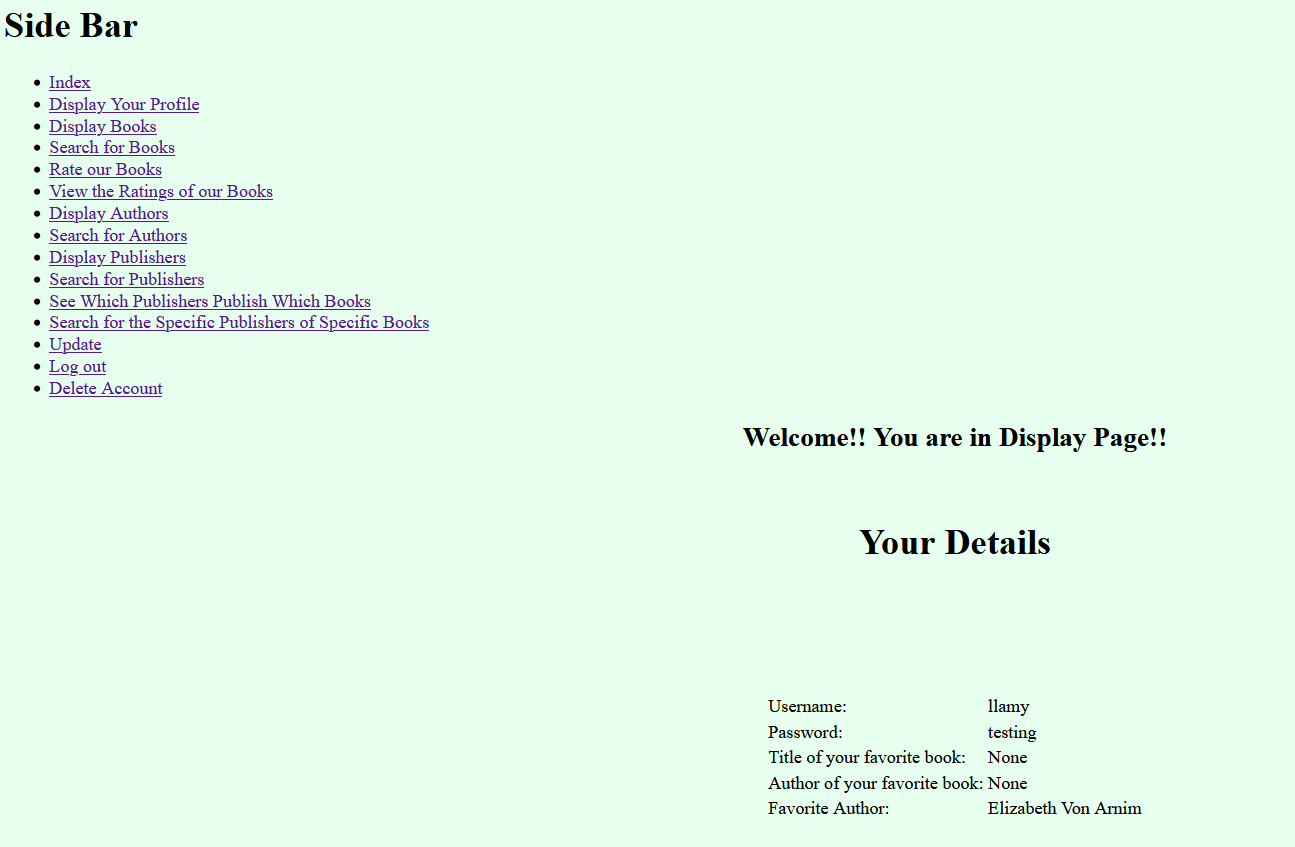 Side Bar
Index
Display Your Profile
Display Books
Search for Books
Rate our Books
View the Ratings of our Books
Display Authors
Search for Authors
Display Publishers
Search for Publishers
See Which Publishers Publish Which Books
Search for the Specific Publishers of Specific Books
Update
Log out
Delete Account
Welcome!! You are in Display Page!!
Your Details
Username: llamy
Password: testing
Title of your favorite book: None
Author of your favorite book: None
Favorite Author: Elizabeth Von Arnim